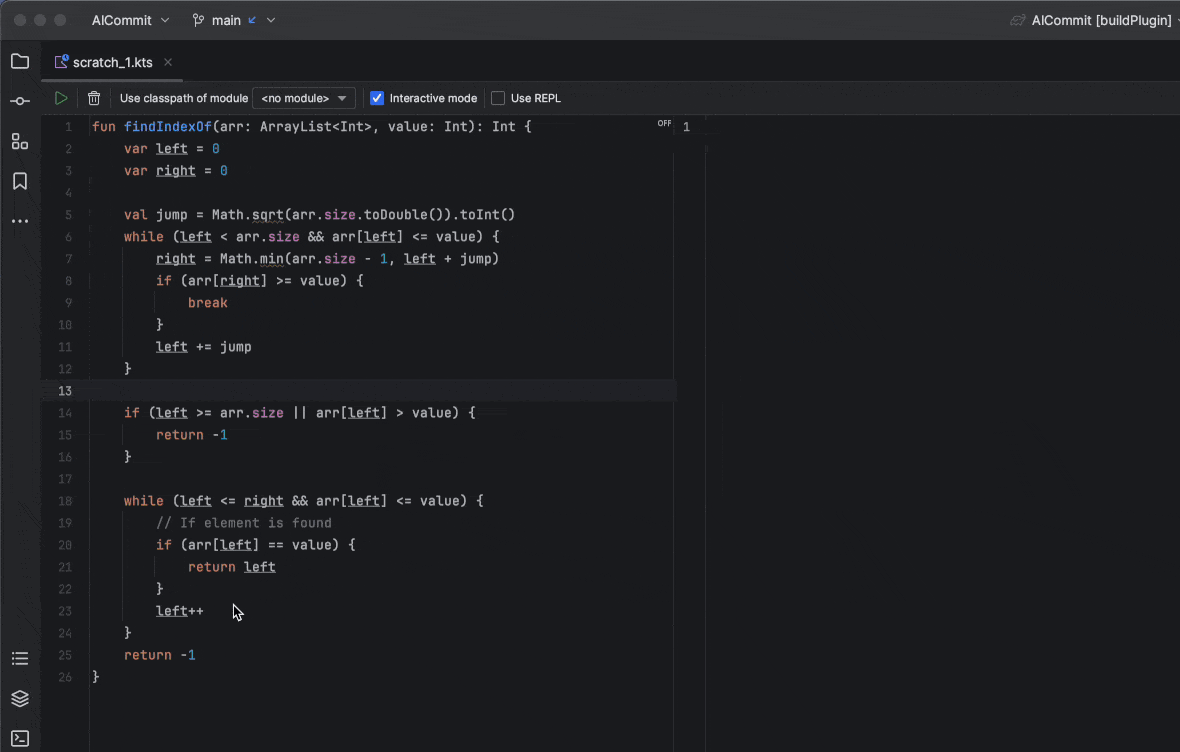 AICommit main AICommit [buildPlugin]
scratch_1.kts
Use classpath of module <no module> Interactive mode Use REPL
1 fun findIndexOf(arr: ArrayList<Int>, value: Int): Int { OFF 1
2 var left = 0
3 var right = 0
4
5 val jump = Math.sqrt(arr.size.toDouble()).toInt()
6 while (left < arr.size && arr[left] <= value) {
7 right = Math.min(arr.size - 1, left + jump)
8 if (arr[right] >= value) {
9 break
10 }
11 left += jump
12 }
13
14 if (left >= arr.size || arr[left] > value) {
15 return -1
16 }
17
18 while (left <= right && arr[left] <= value) {
19 // If element is found
20 if (arr[left] == value) {
21 return left
22 }
23 left++
24 }
25 return -1
26 }